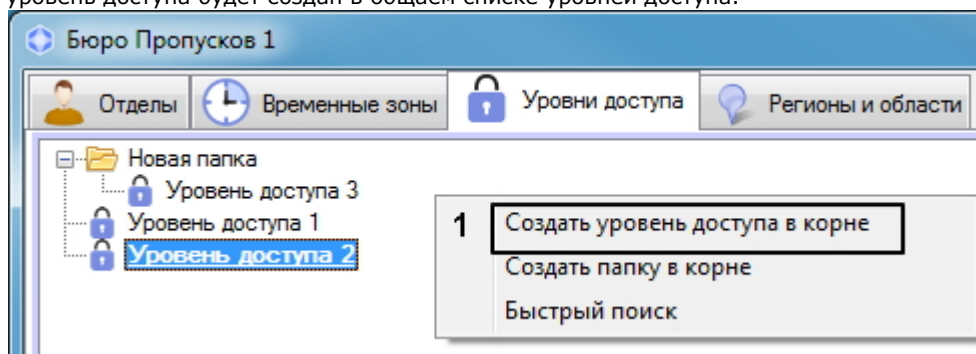 уровень доступа будет создан в общем списке уровней доступа.
Бюро Пропусков 1
Отделы Временные зоны Уровни доступа Регионы и области
Новая папка
Уровень доступа 3
Уровень доступа 1
Уровень доступа 2
1 Создать уровень доступа в корне
Создать папку в корне
Быстрый поиск